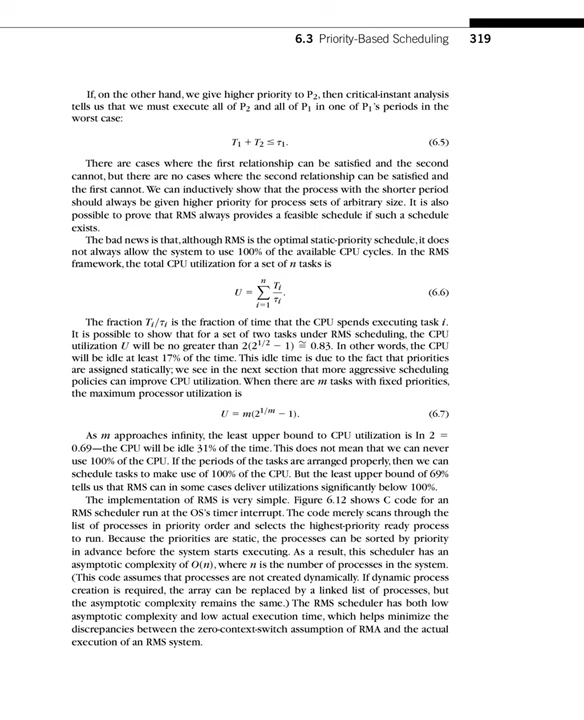 6.3 Priority-Based Scheduling 319
If, on the other hand, we give higher priority to P₂, then critical-instant analysis
tells us that we must execute all of P₂ and all of P₁ in one of P₁'s periods in the
worst case:
T₁ + T₂ ≤ τ₁. (6.5)
There are cases where the first relationship can be satisfied and the second
cannot, but there are no cases where the second relationship can be satisfied and
the first cannot. We can inductively show that the process with the shorter period
should always be given higher priority for process sets of arbitrary size. It is also
possible to prove that RMS always provides a feasible schedule if such a schedule
exists.
The bad news is that, although RMS is the optimal static-priority schedule, it does
not always allow the system to use 100% of the available CPU cycles. In the RMS
framework, the total CPU utilization for a set of n tasks is
U = ∑ᵢ₌₁ⁿ Tᵢ/τᵢ. (6.6)
The fraction Tᵢ/τᵢ is the fraction of time that the CPU spends executing task i.
It is possible to show that for a set of two tasks under RMS scheduling, the CPU
utilization U will be no greater than 2(2^1/2 − 1) ≅ 0.83. In other words, the CPU
will be idle at least 17% of the time. This idle time is due to the fact that priorities
are assigned statically; we see in the next section that more aggressive scheduling
policies can improve CPU utilization. When there are m tasks with fixed priorities,
the maximum processor utilization is
U = m(2^1/m − 1). (6.7)
As m approaches infinity, the least upper bound to CPU utilization is ln 2 =
0.69—the CPU will be idle 31% of the time. This does not mean that we can never
use 100% of the CPU. If the periods of the tasks are arranged properly, then we can
schedule tasks to make use of 100% of the CPU. But the least upper bound of 69%
tells us that RMS can in some cases deliver utilizations significantly below 100%.
The implementation of RMS is very simple. Figure 6.12 shows C code for an
RMS scheduler run at the OS's timer interrupt. The code merely scans through the
list of processes in priority order and selects the highest-priority ready process
to run. Because the priorities are static, the processes can be sorted by priority
in advance before the system starts executing. As a result, this scheduler has an
asymptotic complexity of O(n), where n is the number of processes in the system.
(This code assumes that processes are not created dynamically. If dynamic process
creation is required, the array can be replaced by a linked list of processes, but
the asymptotic complexity remains the same.) The RMS scheduler has both low
asymptotic complexity and low actual execution time, which helps minimize the
discrepancies between the zero-context-switch assumption of RMA and the actual
execution of an RMS system.